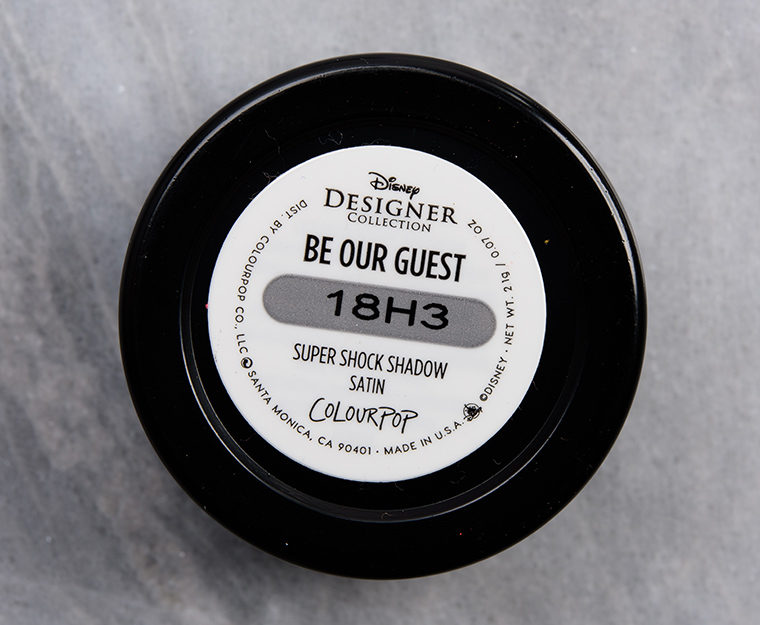 Disney
DESIGNER
COLLECTION
BE OUR GUEST
18H3
SUPER SHOCK SHADOW
SATIN
COLOURPOP
DIST. BY COLOURPOP CO., LLC SANTA MONICA, CA 90401 · MADE IN U.S.A. ©DISNEY · NET WT. 2.1g / 0.07 OZ